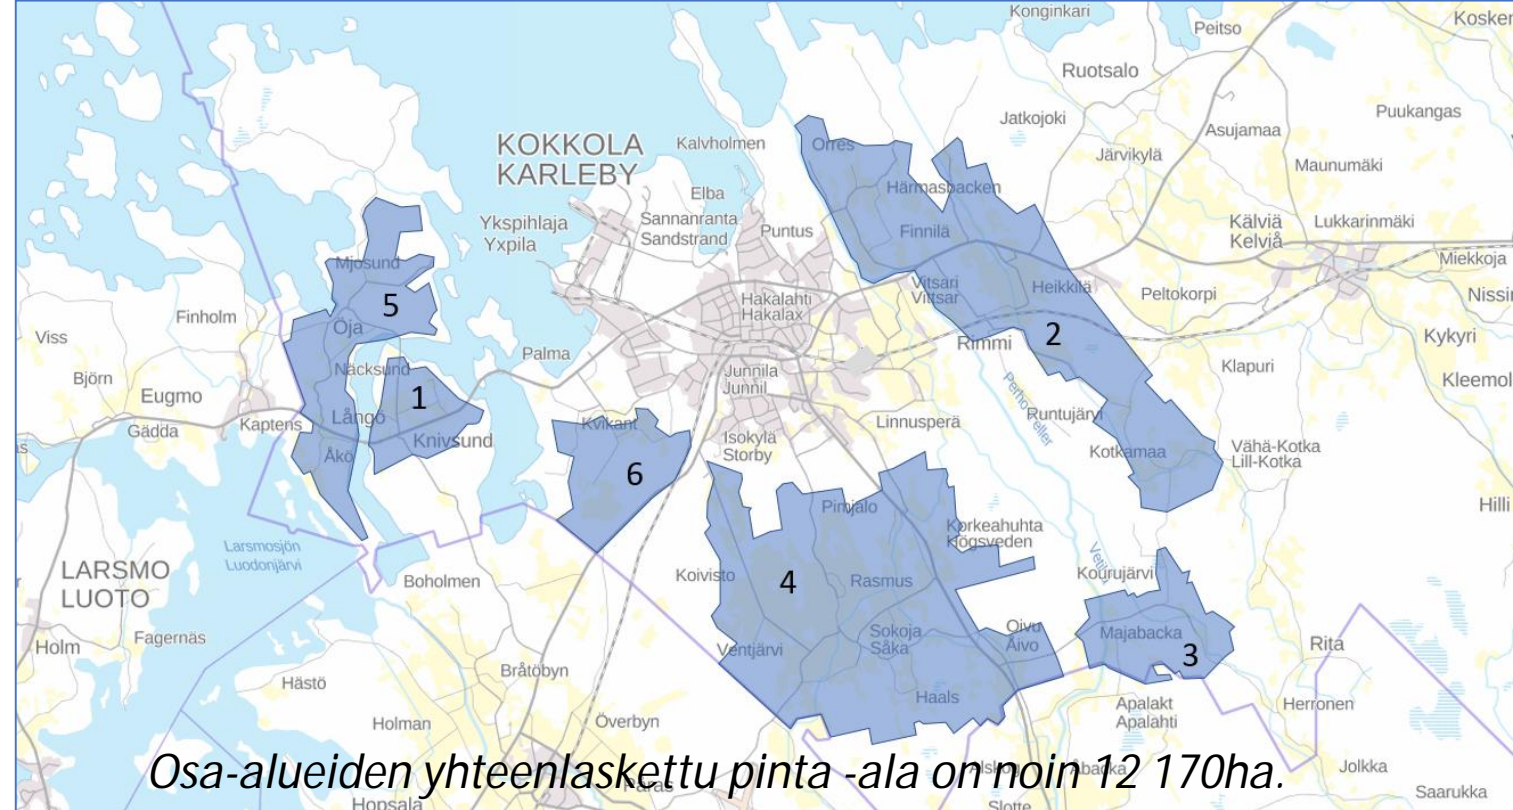 Konginkari
Peitso
Kosker
Ruotsalo
Jatkojoki
Puukangas
Asujamaa
KOKKOLA
KARLEBY
Kalvholmen
Orres
Järvikylä
Maunumäki
Elba
Härmasbacken
Ykspihlaja
Yxpila
Sannanranta
Sandstrand
Puntus
Finnilä
Kälviä
Kelviå
Lukkarinmäki
Mjosund
Miekkoja
Vitsari
Vittsar
Heikkilä
Peltokorpi
Nissin
Hakalahti
Hakalax
5
Finholm
Öja
Viss
2
Rimmi
Kykyri
Palma
Näcksund
Junnila
Junnil
Klapuri
Björn
Eugmo
1
Kleemol
Perhonj eller
Långö
Kaptens
Gädda
Knivsund
Kvikant
Linnusperä
Runtujärvi
Isokylä
Storby
Åkö
Kotkamaa
Vähä-Kotka
Lill-Kotka
6
Hilli
Pirnjalo
Korkeahuhta
Högsveden
Larsmosjön
Luodonjärvi
LARSMO
LUOTO
Boholmen
Koivisto
4
Rasmus
Kourujärvi
Fagernäs
Holm
Sokoja
Såka
Oivu
Åivo
Majabacka
3
Rita
Ventjärvi
Bråtöbyn
Hästö
Haals
Apalakt
Apalahti
Herronen
Holman
Överbyn
Osa-alueiden yhteenlaskettu pinta -ala on noin 12 170ha.
Jolkka
Hopsala
Slotte
Saarukka